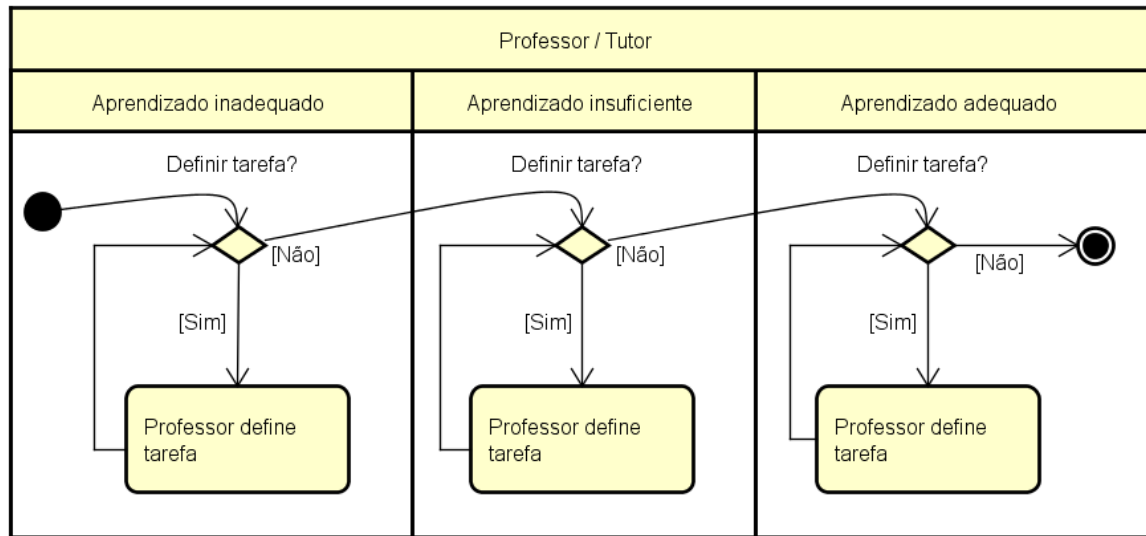 Professor / Tutor
Aprendizado inadequado
Aprendizado insuficiente
Aprendizado adequado
Definir tarefa?
Definir tarefa?
Definir tarefa?
[Não]
[Não]
[Não]
[Sim]
[Sim]
[Sim]
Professor define
tarefa
Professor define
tarefa
Professor define
tarefa